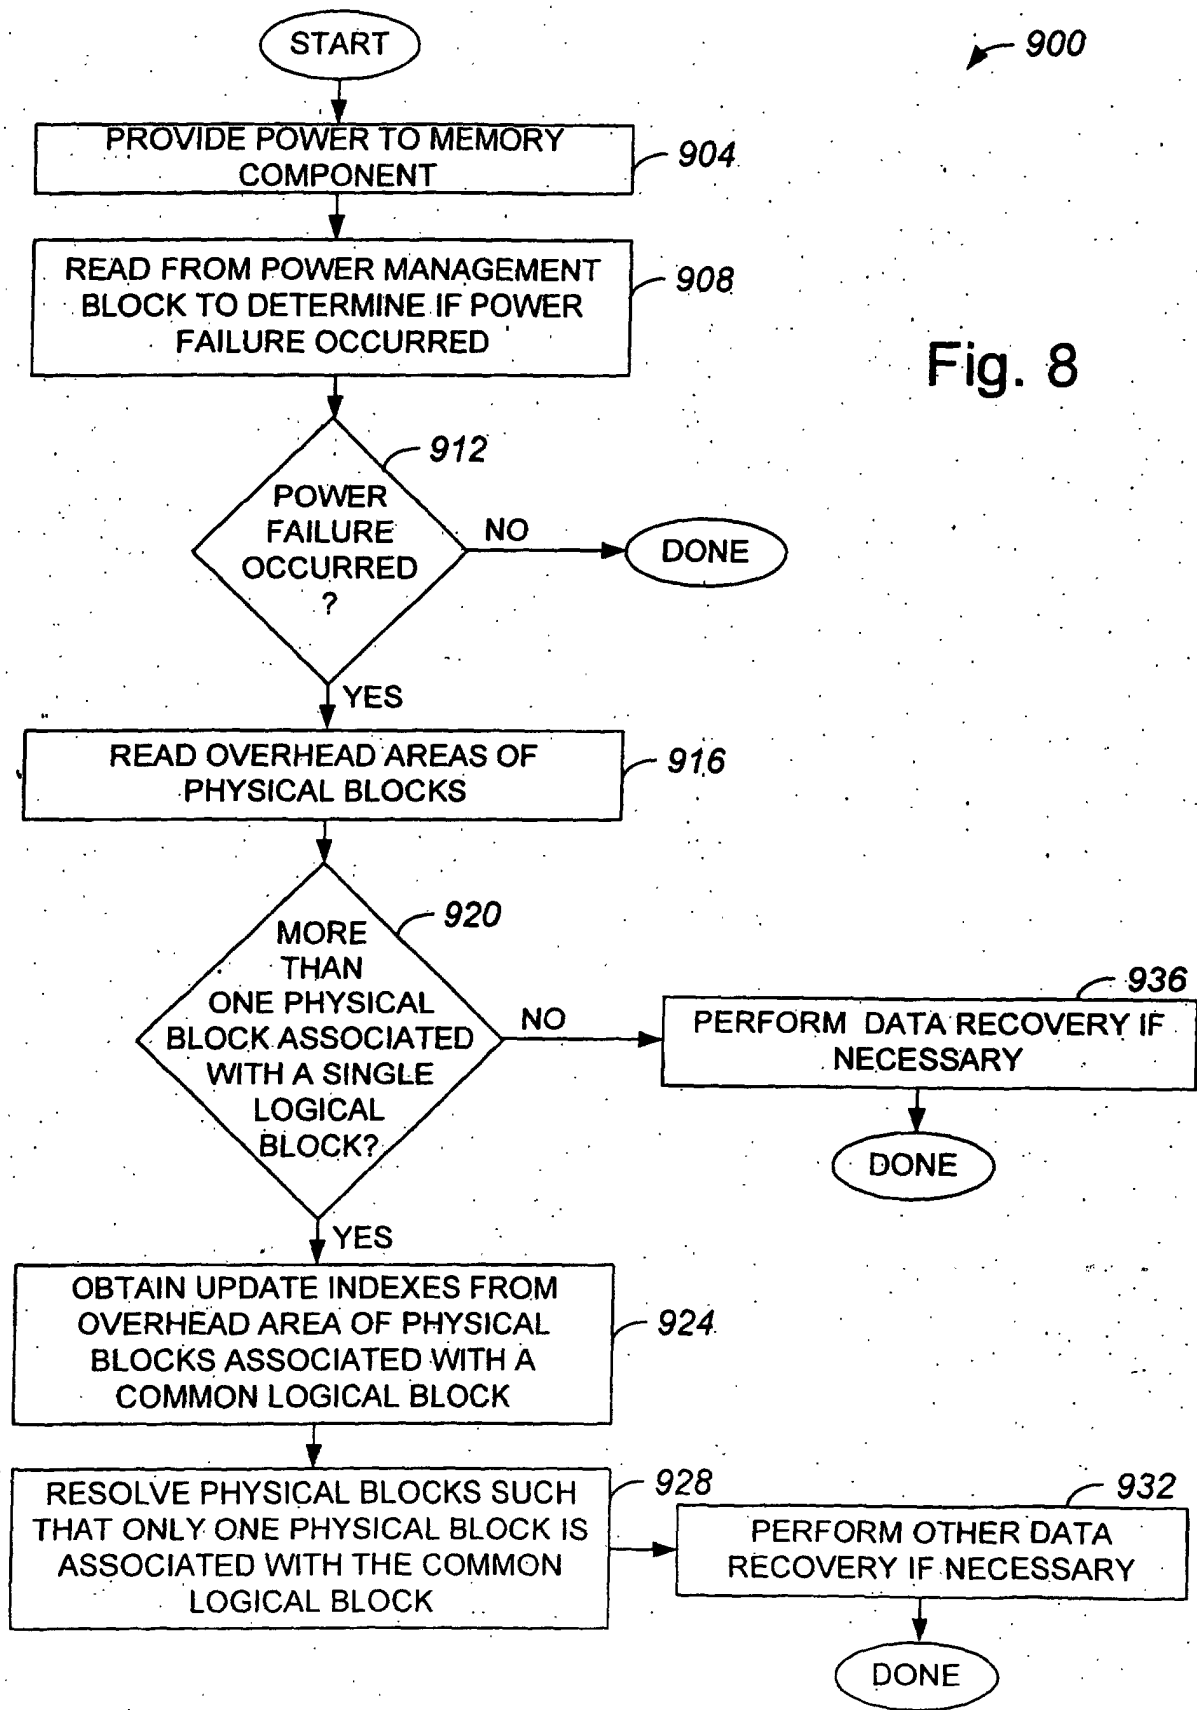 START
900
PROVIDE POWER TO MEMORY
COMPONENT
904
READ FROM POWER MANAGEMENT
BLOCK TO DETERMINE IF POWER
FAILURE OCCURRED
908
Fig. 8
912
POWER
FAILURE
OCCURRED
?
NO
DONE
YES
READ OVERHEAD AREAS OF
PHYSICAL BLOCKS
916
920
MORE
THAN
ONE PHYSICAL
BLOCK ASSOCIATED
WITH A SINGLE
LOGICAL
BLOCK?
NO
936
PERFORM DATA RECOVERY IF
NECESSARY
DONE
YES
OBTAIN UPDATE INDEXES FROM
OVERHEAD AREA OF PHYSICAL
BLOCKS ASSOCIATED WITH A
COMMON LOGICAL BLOCK
924
RESOLVE PHYSICAL BLOCKS SUCH
THAT ONLY ONE PHYSICAL BLOCK IS
ASSOCIATED WITH THE COMMON
LOGICAL BLOCK
928
932
PERFORM OTHER DATA
RECOVERY IF NECESSARY
DONE